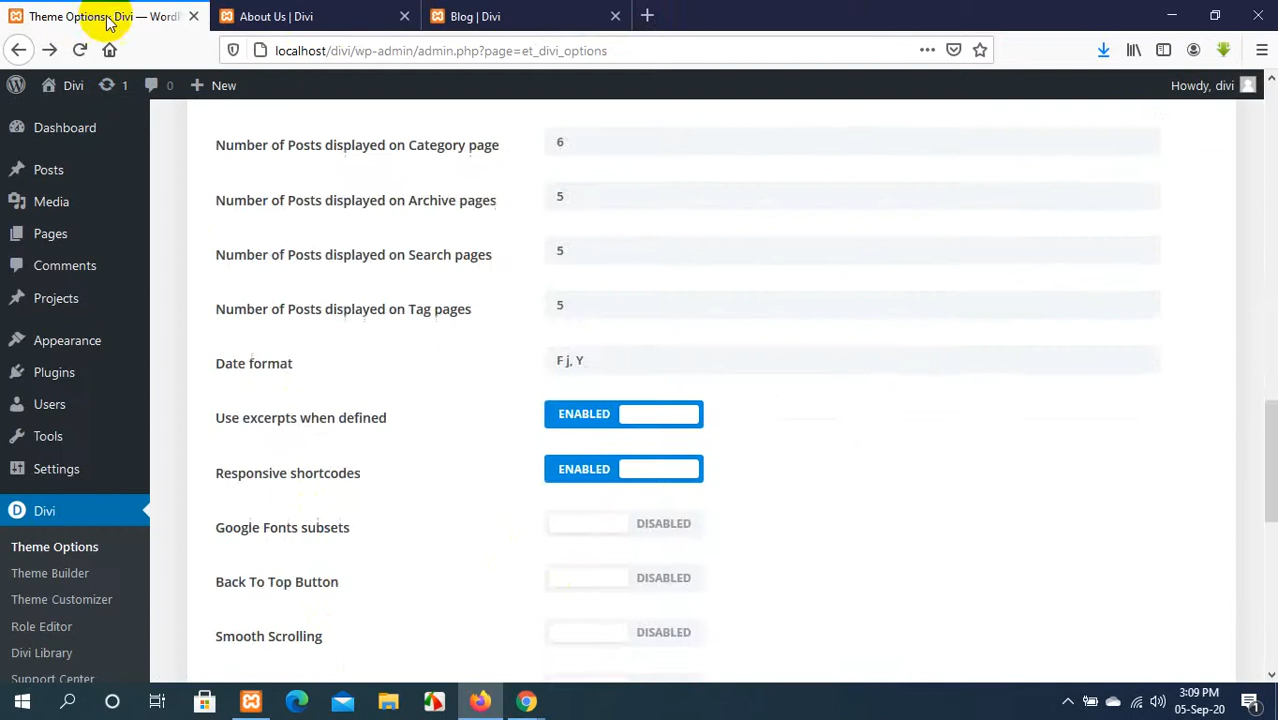 Theme Options, Divi — WordP
About Us | Divi
Blog | Divi
localhost/divi/wp-admin/admin.php?page=et_divi_options
Divi
1
0
New
Howdy, divi
Dashboard
Posts
Media
Pages
Comments
Projects
Appearance
Plugins
Users
Tools
Settings
Divi
Theme Options
Theme Builder
Theme Customizer
Role Editor
Divi Library
Support Center
Number of Posts displayed on Category page
6
Number of Posts displayed on Archive pages
5
Number of Posts displayed on Search pages
5
Number of Posts displayed on Tag pages
5
Date format
F j, Y
Use excerpts when defined
ENABLED
Responsive shortcodes
ENABLED
Google Fonts subsets
DISABLED
Back To Top Button
DISABLED
Smooth Scrolling
DISABLED
3:09 PM
05-Sep-20
1